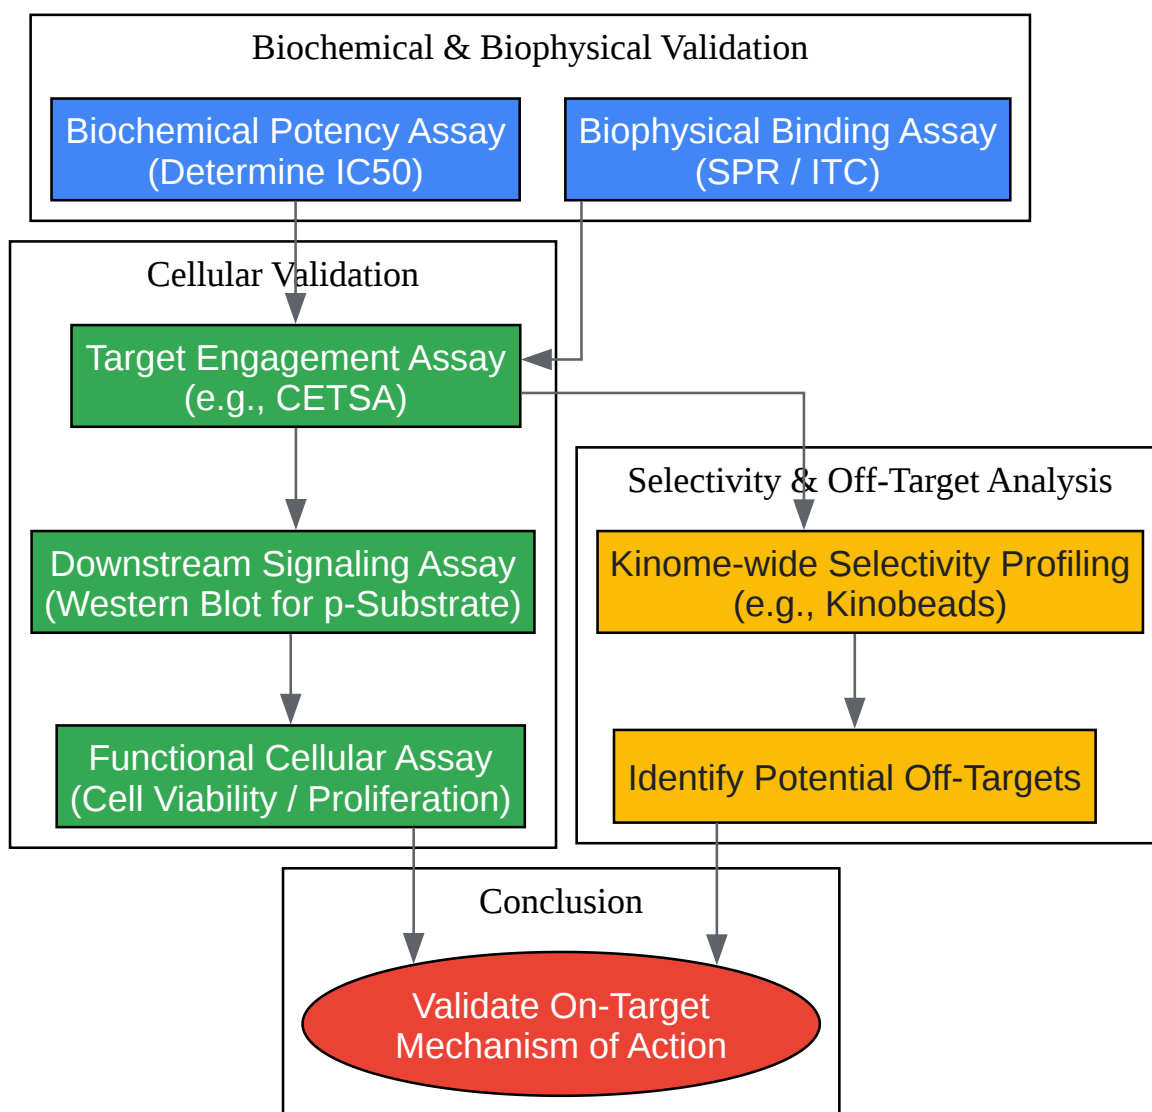 Biochemical & Biophysical Validation
Biochemical Potency Assay
(Determine IC50)
Biophysical Binding Assay
(SPR / ITC)
Cellular Validation
Target Engagement Assay
(e.g., CETSA)
Selectivity & Off-Target Analysis
Downstream Signaling Assay
(Western Blot for p-Substrate)
Kinome-wide Selectivity Profiling
(e.g., Kinobeads)
Functional Cellular Assay
(Cell Viability / Proliferation)
Identify Potential Off-Targets
Conclusion
Validate On-Target
Mechanism of Action